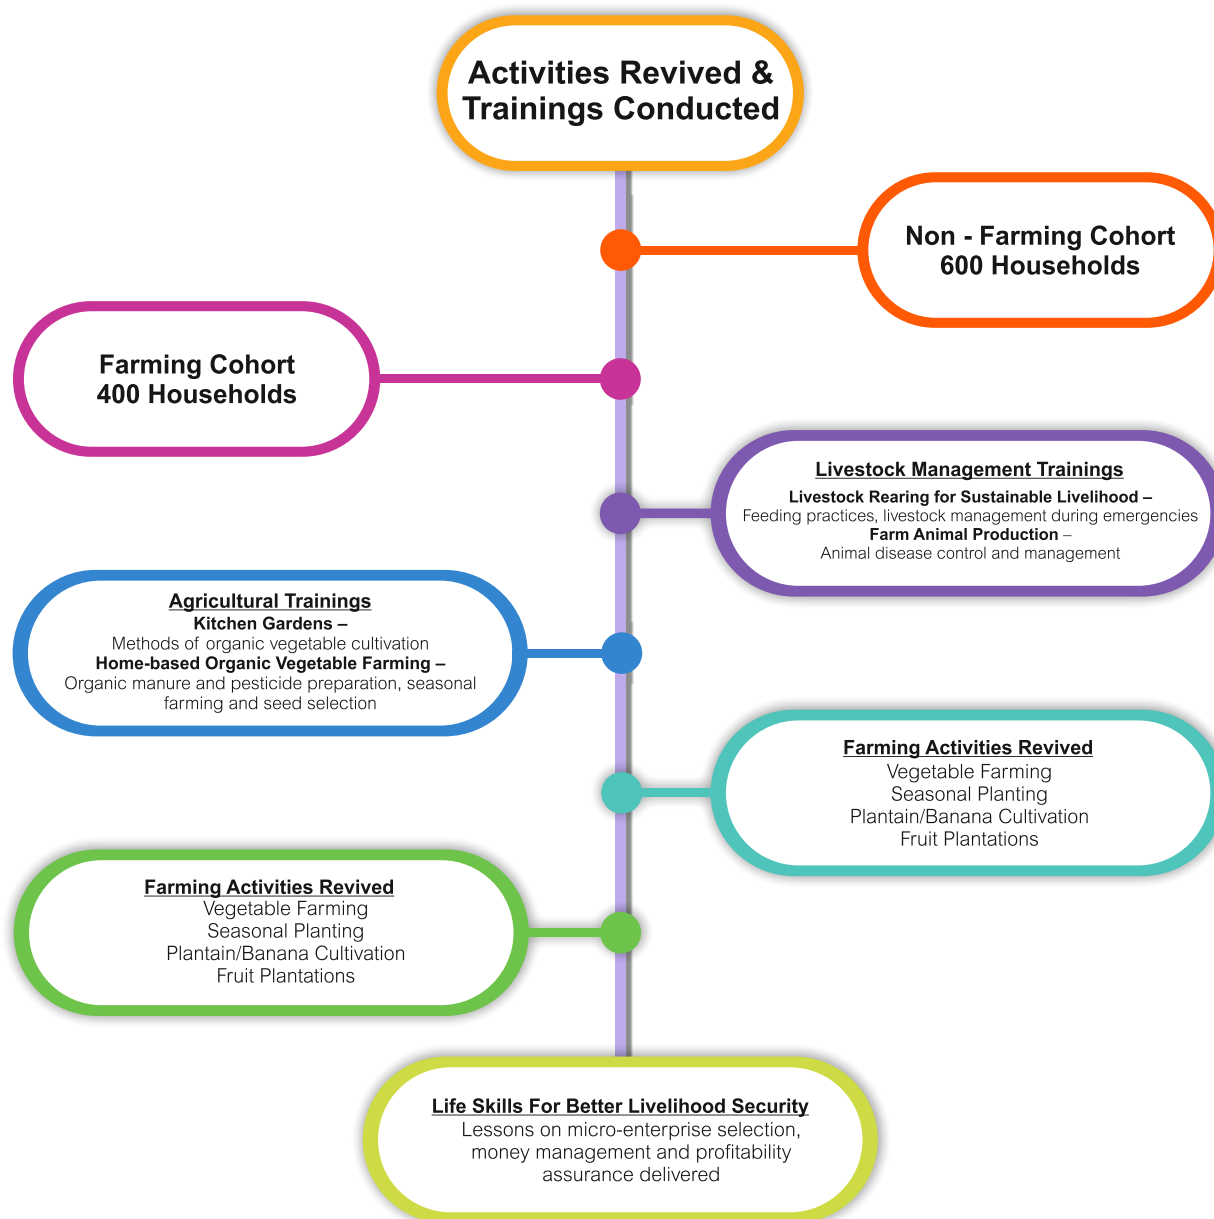 Activities Revived &
Trainings Conducted
Non - Farming Cohort
600 Households
Farming Cohort
400 Households
Livestock Management Trainings
Livestock Rearing for Sustainable Livelihood –
Feeding practices, livestock management during emergencies
Farm Animal Production –
Animal disease control and management
Agricultural Trainings
Kitchen Gardens –
Methods of organic vegetable cultivation
Home-based Organic Vegetable Farming –
Organic manure and pesticide preparation, seasonal
farming and seed selection
Farming Activities Revived
Vegetable Farming
Seasonal Planting
Plantain/Banana Cultivation
Fruit Plantations
Farming Activities Revived
Vegetable Farming
Seasonal Planting
Plantain/Banana Cultivation
Fruit Plantations
Life Skills For Better Livelihood Security
Lessons on micro-enterprise selection,
money management and profitability
assurance delivered